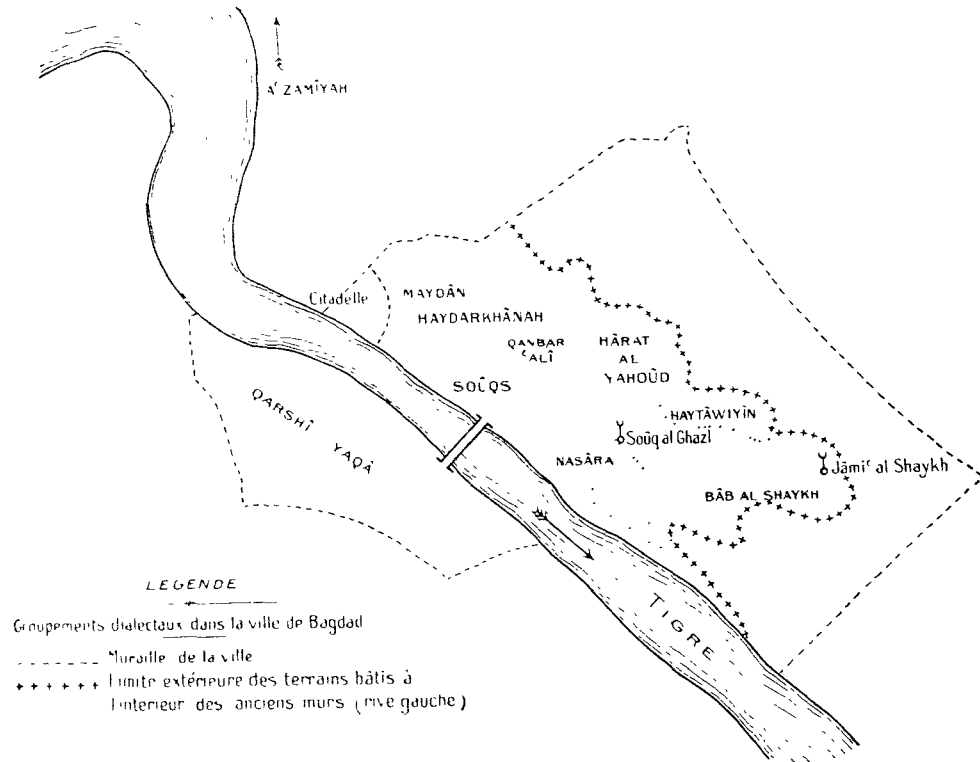 A‘ZAMÎYAH
Citadelle
MAYDÂN
HAYDARKHÂNAH
QANBAR
‘ALÎ
HÂRAT
AL
YAHOÛD
SOÛQS
QARSHÎ
YAQÂ
HAYTÂWIYÎN
Soûq al Ghazl
NASÂRA
Jâmi‘ al Shaykh
BÂB AL SHAYKH
TIGRE
LEGENDE
Groupements dialectaux dans la ville de Bagdad
Muraille de la ville
Limite extérieure des terrains bâtis à
l'intérieur des anciens murs (rive gauche)